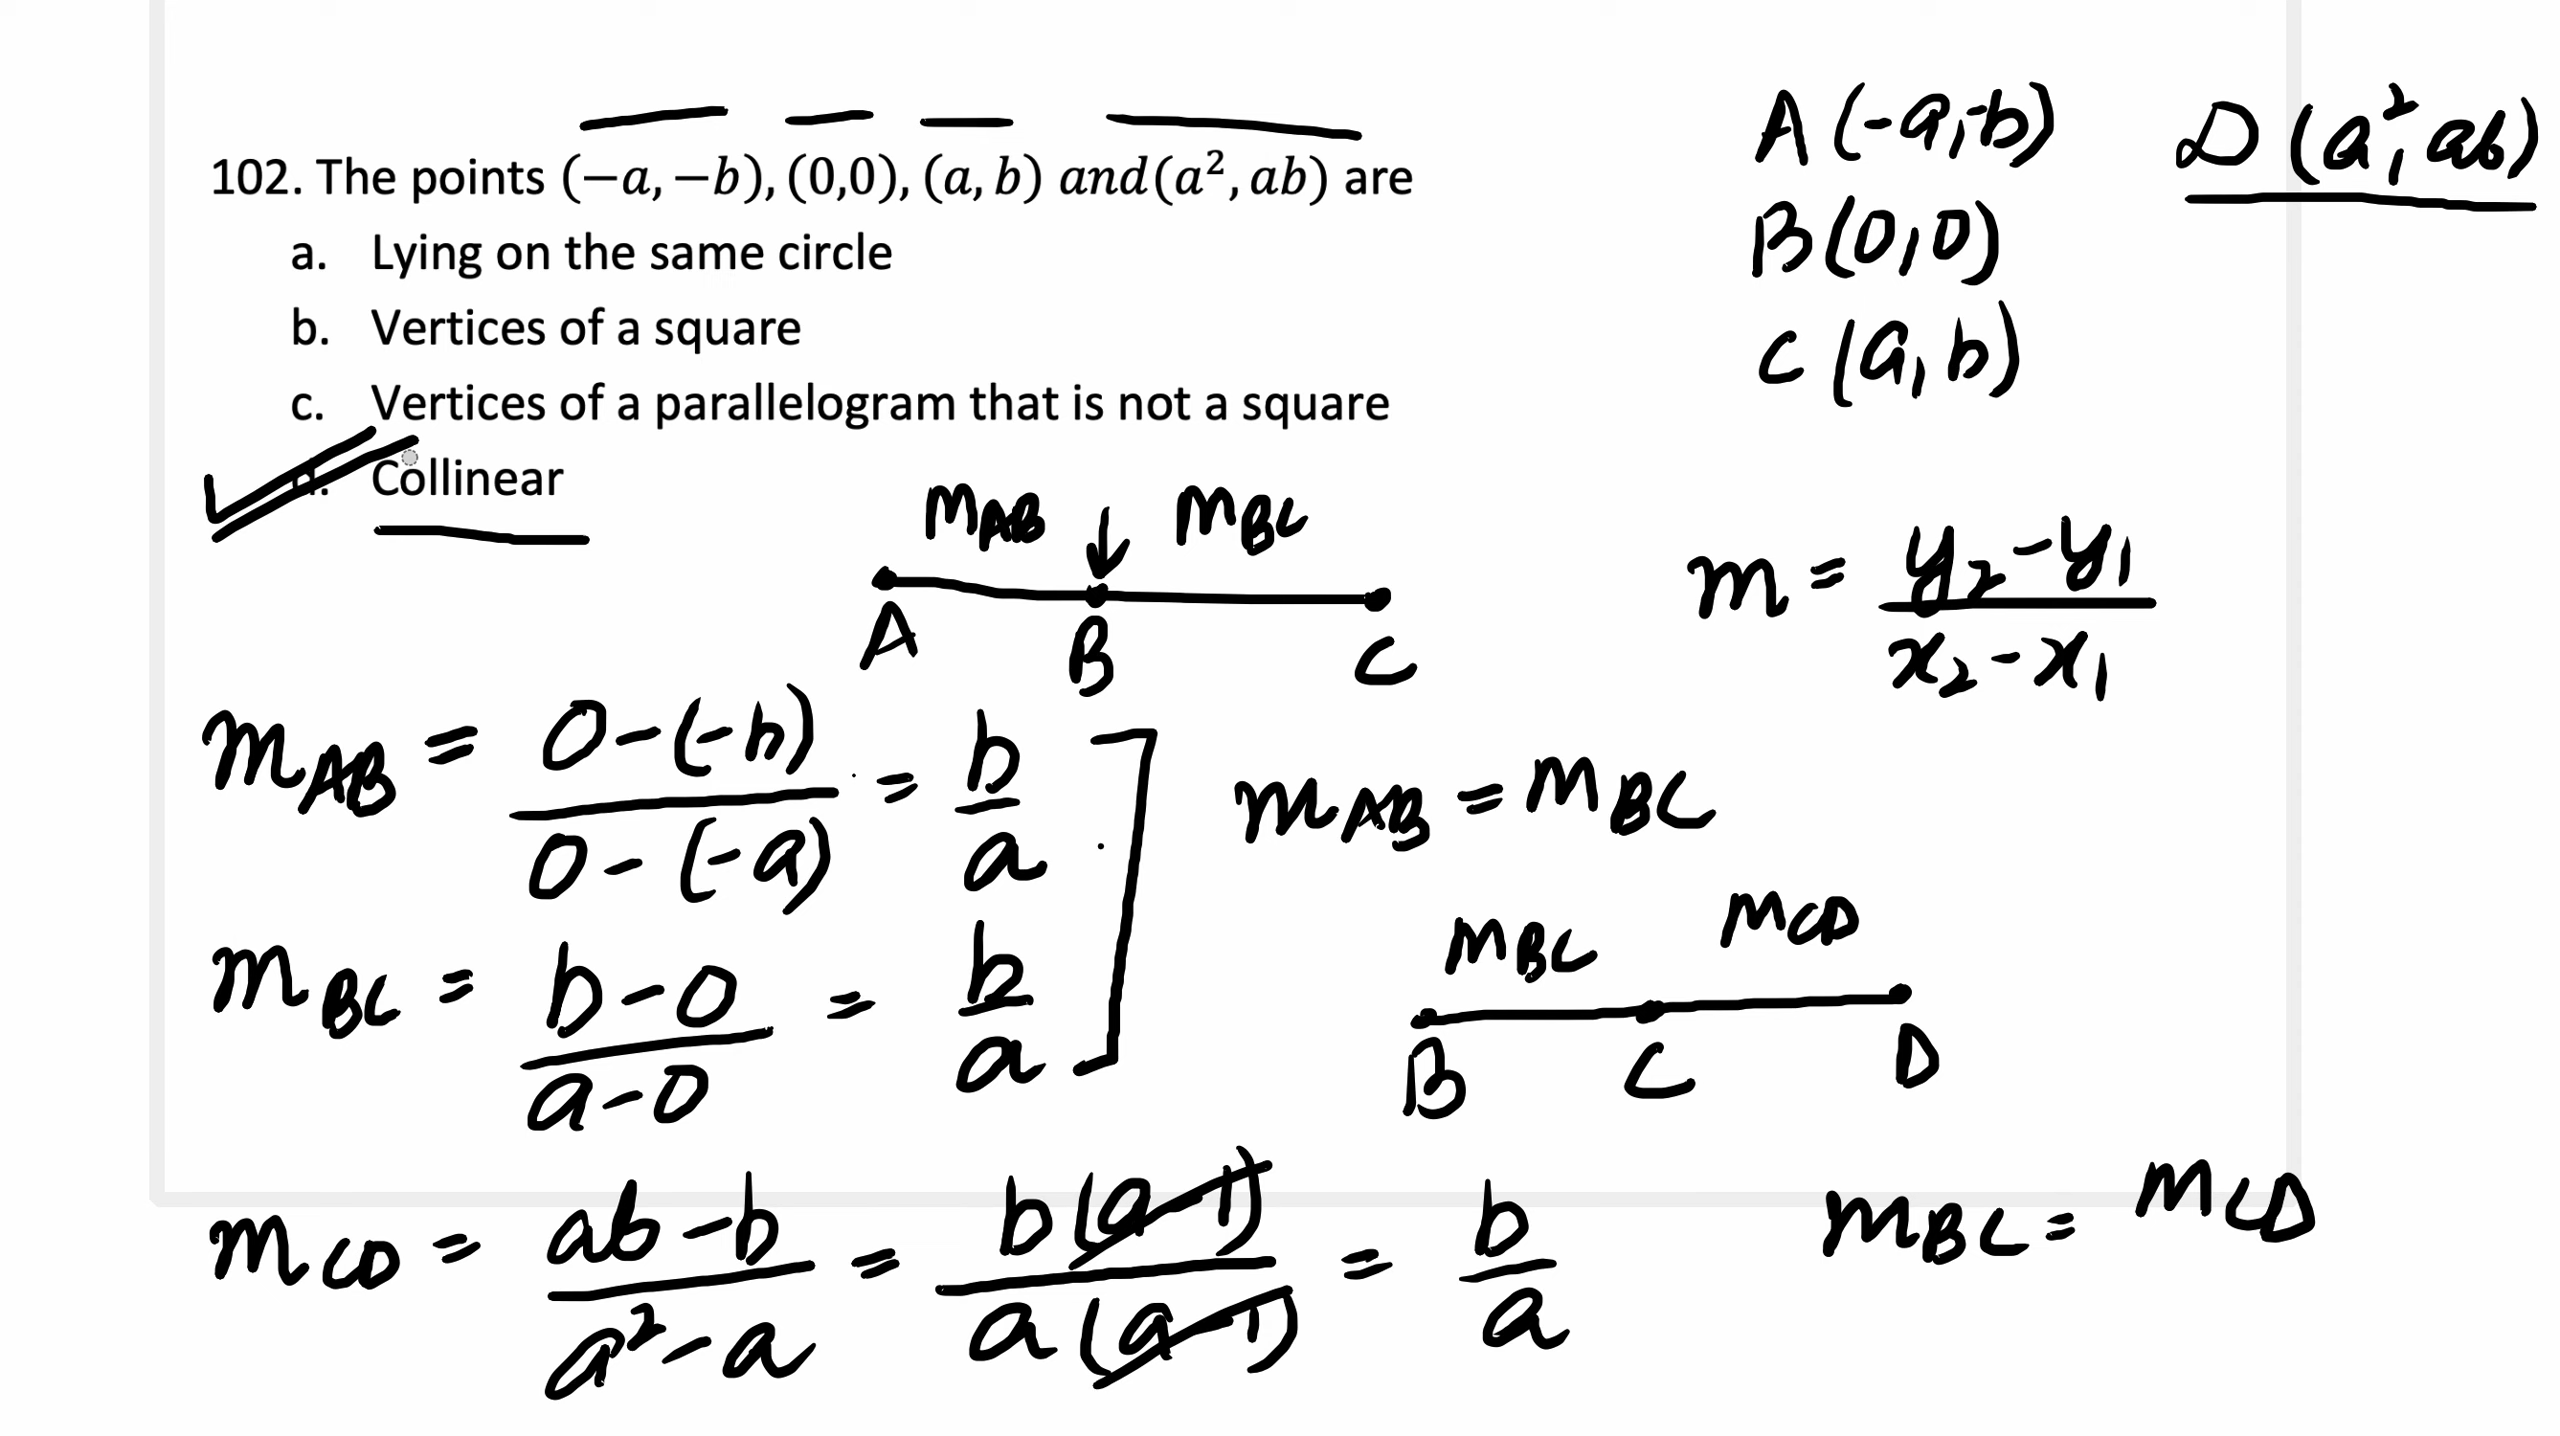 102. The points (−a, −b), (0,0), (a, b) and(a², ab) are
a. Lying on the same circle
b. Vertices of a square
c. Vertices of a parallelogram that is not a square
d. Collinear
A (-a,-b)
B (0,0)
C (a,b)
D (a², ab)
m = y₂-y₁ / x₂-x₁
M_AB ↓ M_BC
A B C
m_AB = 0-(-b) / 0-(-a) = b/a
m_BC = b-0 / a-0 = b/a
m_AB = m_BC
M_BC M_CD
B C D
m_CD = ab-b / a²-a = b(a-1) / a(a-1) = b/a
m_BC = m_CD